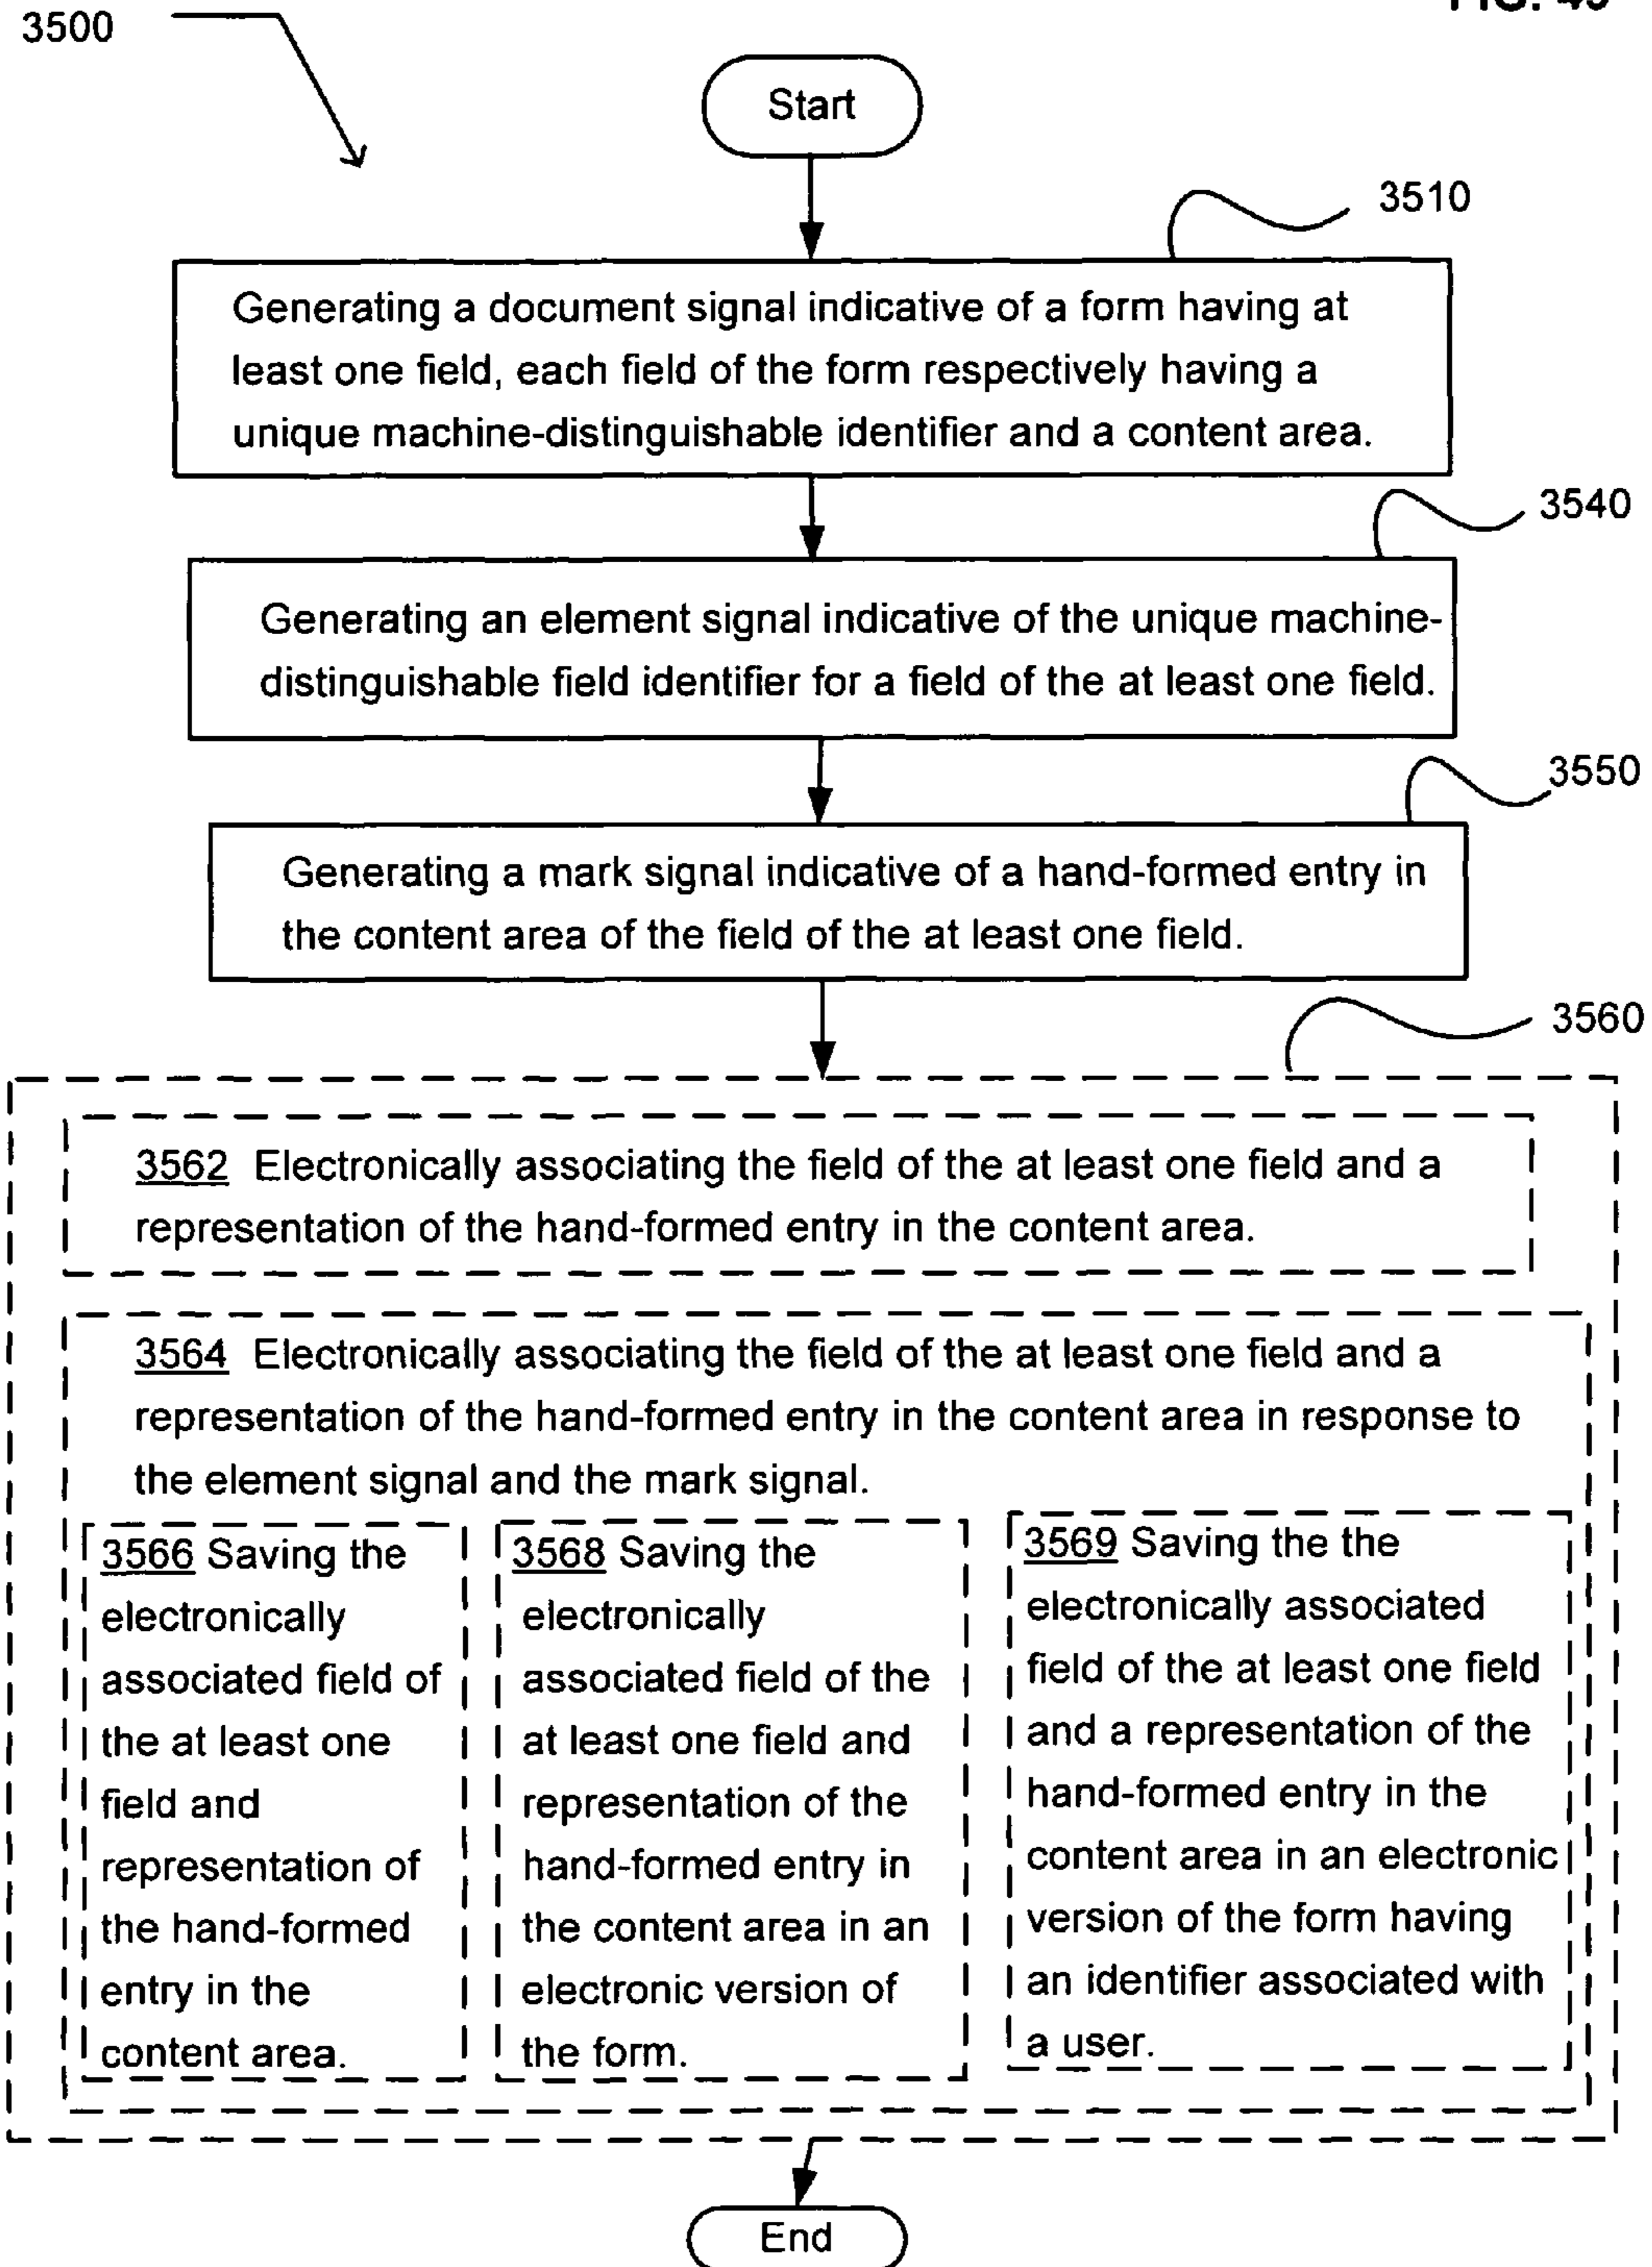 3500
FIG.
Start
3510
Generating a document signal indicative of a form having at
least one field, each field of the form respectively having a
unique machine-distinguishable identifier and a content area.
3540
Generating an element signal indicative of the unique machine-
distinguishable field identifier for a field of the at least one field.
3550
Generating a mark signal indicative of a hand-formed entry in
the content area of the field of the at least one field.
3560
3562 Electronically associating the field of the at least one field and a
representation of the hand-formed entry in the content area.
3564 Electronically associating the field of the at least one field and a
representation of the hand-formed entry in the content area in response to
the element signal and the mark signal.
3566 Saving the
electronically
associated field of
the at least one
field and
representation of
the hand-formed
entry in the
content area.
3568 Saving the
electronically
associated field of the
at least one field and
representation of the
hand-formed entry in
the content area in an
electronic version of
the form.
3569 Saving the the
electronically associated
field of the at least one field
and a representation of the
hand-formed entry in the
content area in an electronic
version of the form having
an identifier associated with
a user.
End